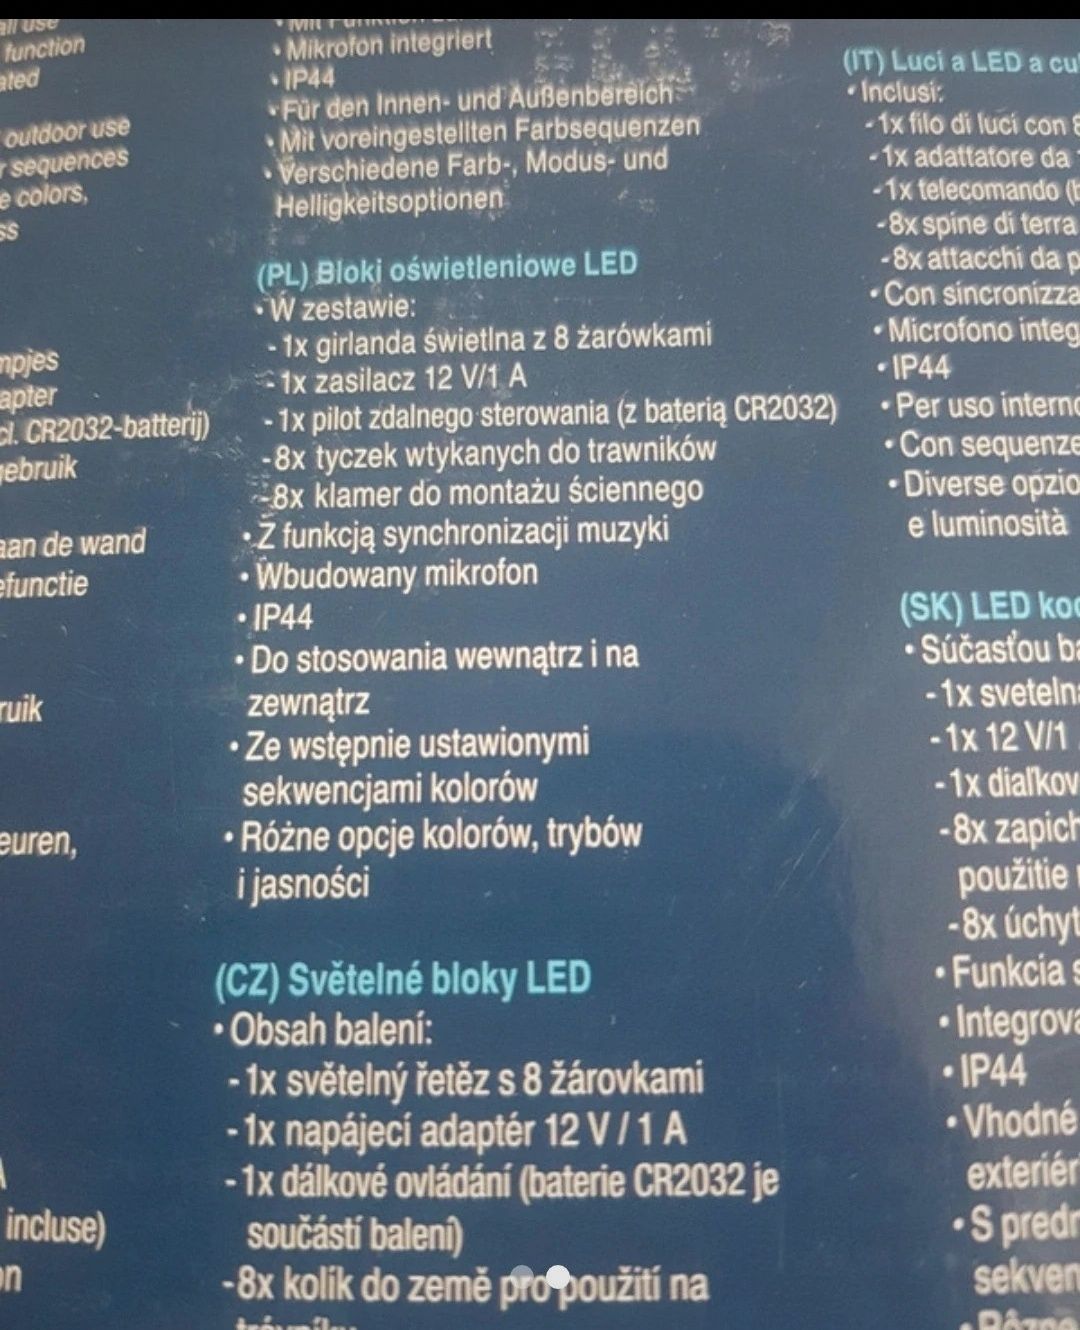 all use
function
outdoor use
sequences
colors,
mpjes
CR2032-batterij)
aan de wand
incluse)
• Mikrofon integriert
• IP44
• Für den Innen- und Außenbereich
• Mit voreingestellten Farbsequenzen
• Verschiedene Farb-, Modus- und
Helligkeitsoptionen
(PL) Bloki oświetleniowe LED
• W zestawie:
- 1x girlanda świetlna z 8 żarówkami
- 1x zasilacz 12 V/1 A
- 1x pilot zdalnego sterowania (z baterią CR2032)
- 8x tyczek wtykanych do trawników
- 8x klamer do montażu ściennego
• Z funkcją synchronizacji muzyki
• Wbudowany mikrofon
• IP44
• Do stosowania wewnątrz i na
zewnątrz
• Ze wstępnie ustawionymi
sekwencjami kolorów
• Różne opcje kolorów, trybów
i jasności
(CZ) Světelné bloky LED
• Obsah balení:
- 1x světelný řetěz s 8 žárovkami
- 1x napájecí adaptér 12 V / 1 A
- 1x dálkové ovládání (baterie CR2032 je
součástí balení)
- 8x kolík do země pro použití na
(IT) Luci a LED a
• Inclusi:
- 1x filo di luci con
- 1x adattatore da
- 1x telecomando
- 8x spine di terra
- 8x attacchi da
• Con sincronizza
• Microfono integ
• IP44
• Per uso intern
• Con sequenze
• Diverse opzio
e luminosità
(SK) LED
• Súčasťou
- 1x sveteln
- 1x 12 V/1
- 1x diaľkov
- 8x zapich
použitie
- 8x úchyt
• Funkcia
• Integrova
• IP44
• Vhodné
exteriér
• S
sekven